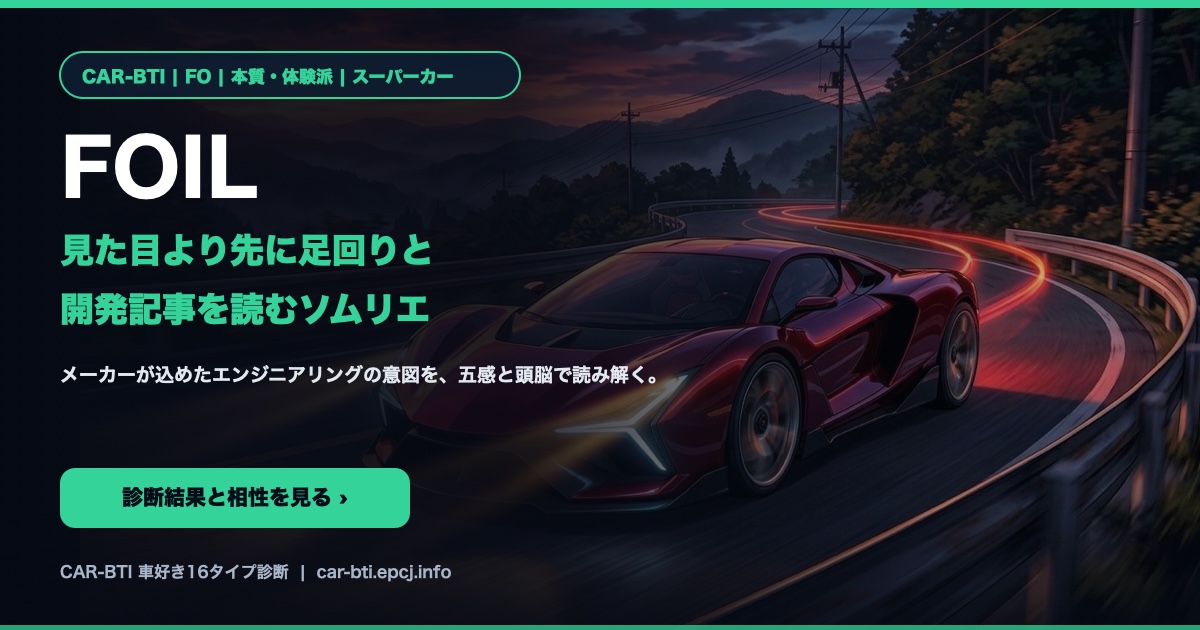 CAR-BTI | FO | 本質・体験派 | スーパーカー
FOIL
見た目より先に足回りと
開発記事を読むソムリエ
メーカーが込めたエンジニアリングの意図を、五感と頭脳で読み解く。
診断結果と相性を見る ›
CAR-BTI 車好き16タイプ診断 | car-bti.epcj.info